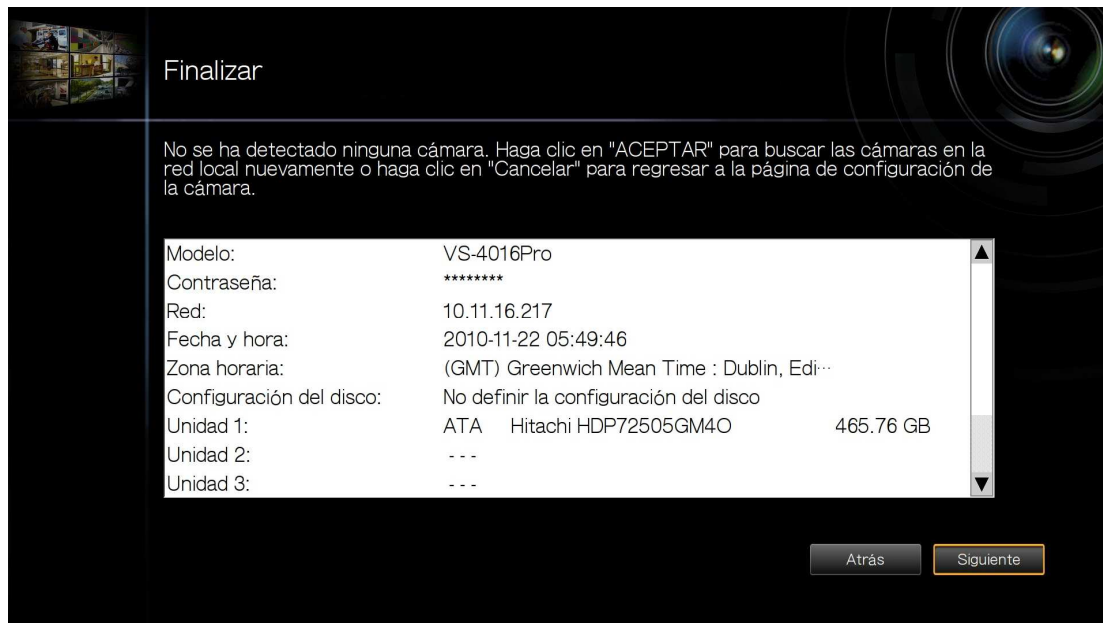 Finalizar
No se ha detectado ninguna cámara. Haga clic en "ACEPTAR" para buscar las cámaras en la
red local nuevamente o haga clic en "Cancelar" para regresar a la página de configuración de
la cámara.
Modelo: VS-4016Pro
Contraseña: ********
Red: 10.11.16.217
Fecha y hora: 2010-11-22 05:49:46
Zona horaria: (GMT) Greenwich Mean Time : Dublin, Edi...
Configuración del disco: No definir la configuración del disco
Unidad 1: ATA Hitachi HDP72505GM4O 465.76 GB
Unidad 2: - - -
Unidad 3: - - -
Atrás Siguiente